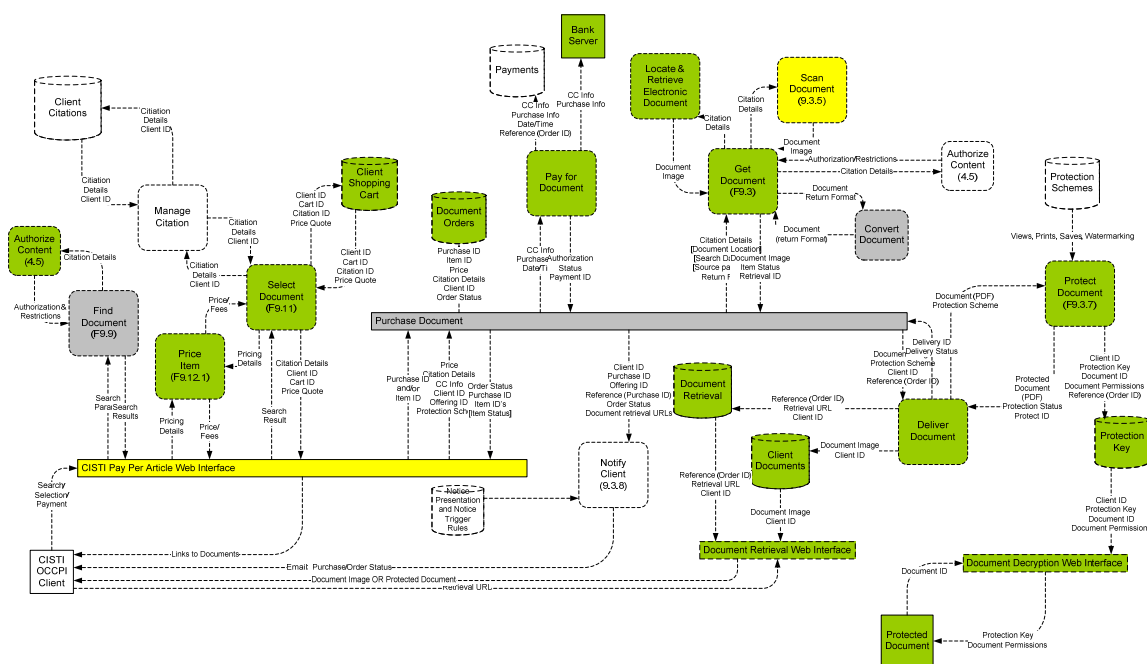 Bank
Server
Payments
Locate &
Retrieve
Electronic
Document
Scan
Document
(9.3.5)
Client
Citations
Citiation
Details
Client ID
CC Info
Purchase Info
Date/Time
Reference (Order ID)
CC Info
Purchase Info
Citation
Details
Citation
Details
Document
Image
Citiation
Details
Client ID
Manage
Citation
Client ID
Cart ID
Citation ID
Price Quote
Client
Shopping
Cart
Document
Orders
Pay for
Document
Document
Image
Get
Document
(F9.3)
Authorization/Restrictions
Citation Details
Authorize
Content
(4.5)
Protection
Schemes
Document
Return Format
Convert
Document
Document
(return Format)
Citiation
Details
Client ID
Authorize
Content
(4.5)
Citation Details
Citiation
Details
Client ID
Client ID
Cart ID
Citation ID
Price Quote
Purchase ID
Item ID
Price
Citation Details
Client ID
Order Status
CC Info
Purchase
Date/Ti
Authorization
Status
Payment ID
Citation Details
[Document Location]
[Search
[Source pa
Return F
Document Image
Item Status
Retrieval ID
Views, Prints, Saves, Watermarking
Select
Document
(F9.11)
Protect
Document
(F9.3.7)
Authorization&
Restrictions
Find
Document
(F9.9)
Price/
Fees
Document (PDF)
Protection Scheme
Purchase Document
Price
Item
(F9.12.1)
Pricing
Details
Citation Details
Client ID
Cart ID
Price Quote
Delivery ID
Delivery Status
Docume
Protection Scheme
Client ID
Reference (Order ID)
Client ID
Protection Key
Document ID
Document Permissions
Reference (Order ID)
Search
Para
Search
Results
Pricing
Details
Price/
Fees
Search
Result
Purchase ID
and/or
Item ID
Price
Citation Details
CC Info
Client ID
Offering ID
Protection Sch
Order Status
Purchase ID
Item ID's
[Item Status]
Client ID
Purchase ID
Offering ID
Reference (Purchase ID)
Order Status
Document retrieval URLs
Document
Retrieval
Reference (Order ID)
Retrieval URL
Client ID
Protected
Document
(PDF)
Protection Status
Protect ID
Deliver
Document
Protection
Key
Document Image
Client ID
Client
Documents
CISTI Pay Per Article Web Interface
Notify
Client
(9.3.8)
Reference (Order ID)
Retrieval URL
Client ID
Search/
Selection/
Payment
Notice
Presentation
and Notice
Trigger
Rules
Document Image
Client ID
Client ID
Protection Key
Document ID
Document Permission
CISTI
OCCPI
Client
Links to Documents
Email: Purchase/Order Status
Document Image OR Protected Document
Retrieval URL
Document Retrieval Web Interface
Document ID
Document Decryption Web Interface
Protected
Document
Protection Key
Document Permissions